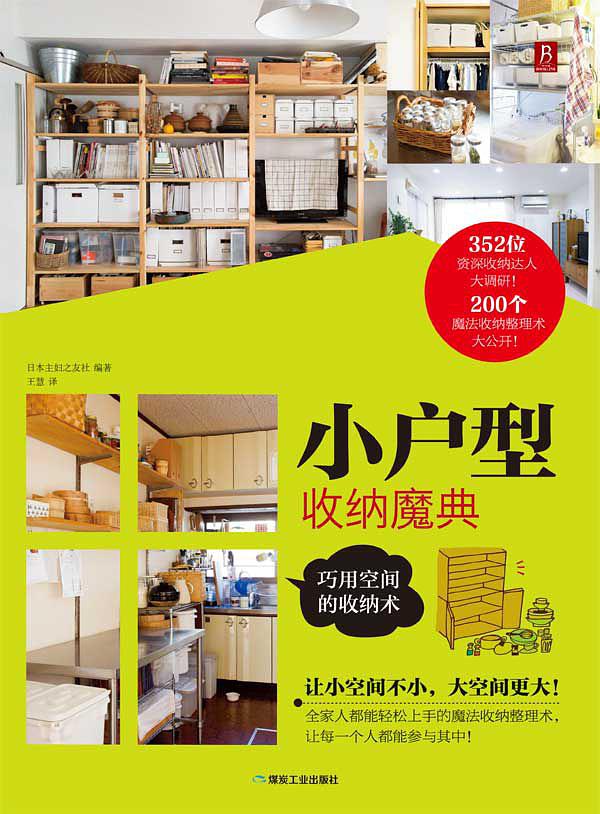 352位
资深收纳达人
大调研！
200个
魔法收纳整理术
大公开！
日本主妇之友社 编著
王慧 译
小户型
收纳魔典
巧用空间
的收纳术
让小空间不小，大空间更大！
全家人都能轻松上手的魔法收纳整理术，
让每一个人都能参与其中！
煤炭工业出版社